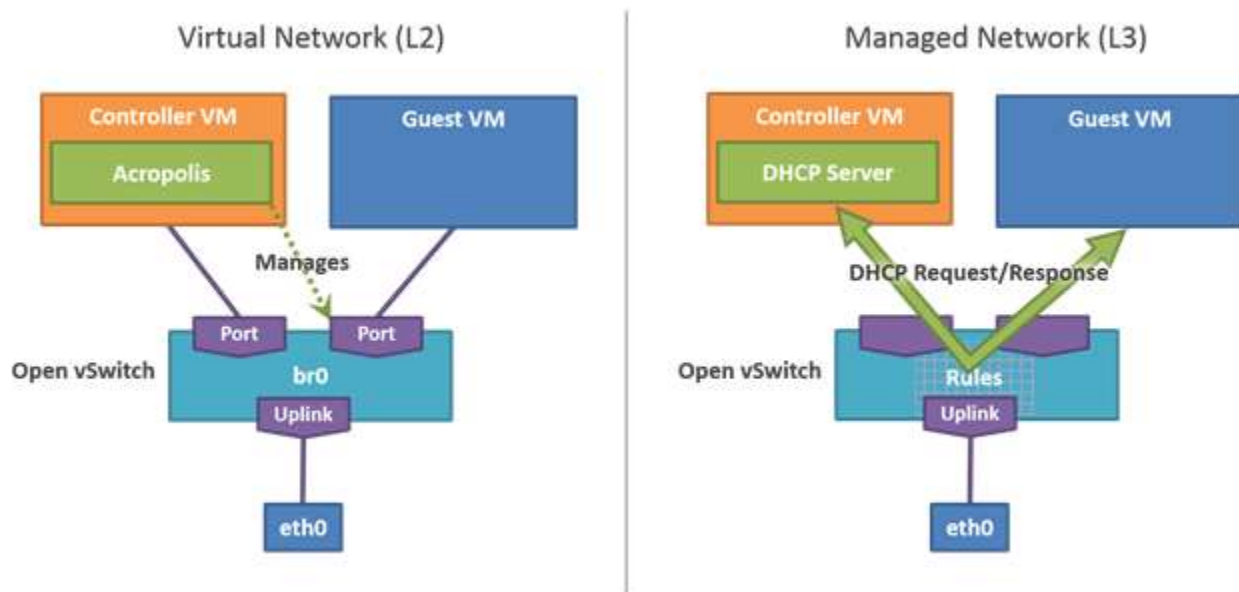 Virtual Network (L2)
Controller VM
Acropolis
Guest VM
Manages
Port
Port
Open vSwitch
br0
Uplink
eth0
Managed Network (L3)
Controller VM
DHCP Server
Guest VM
DHCP Request/Response
Open vSwitch
Rules
Uplink
eth0